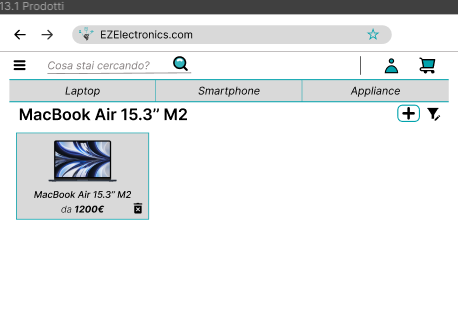 13.1 Prodotti
EZElectronics.com
Cosa stai cercando?
Laptop Smartphone Appliance
MacBook Air 15.3’’ M2
MacBook Air 15.3’’ M2
da 1200€